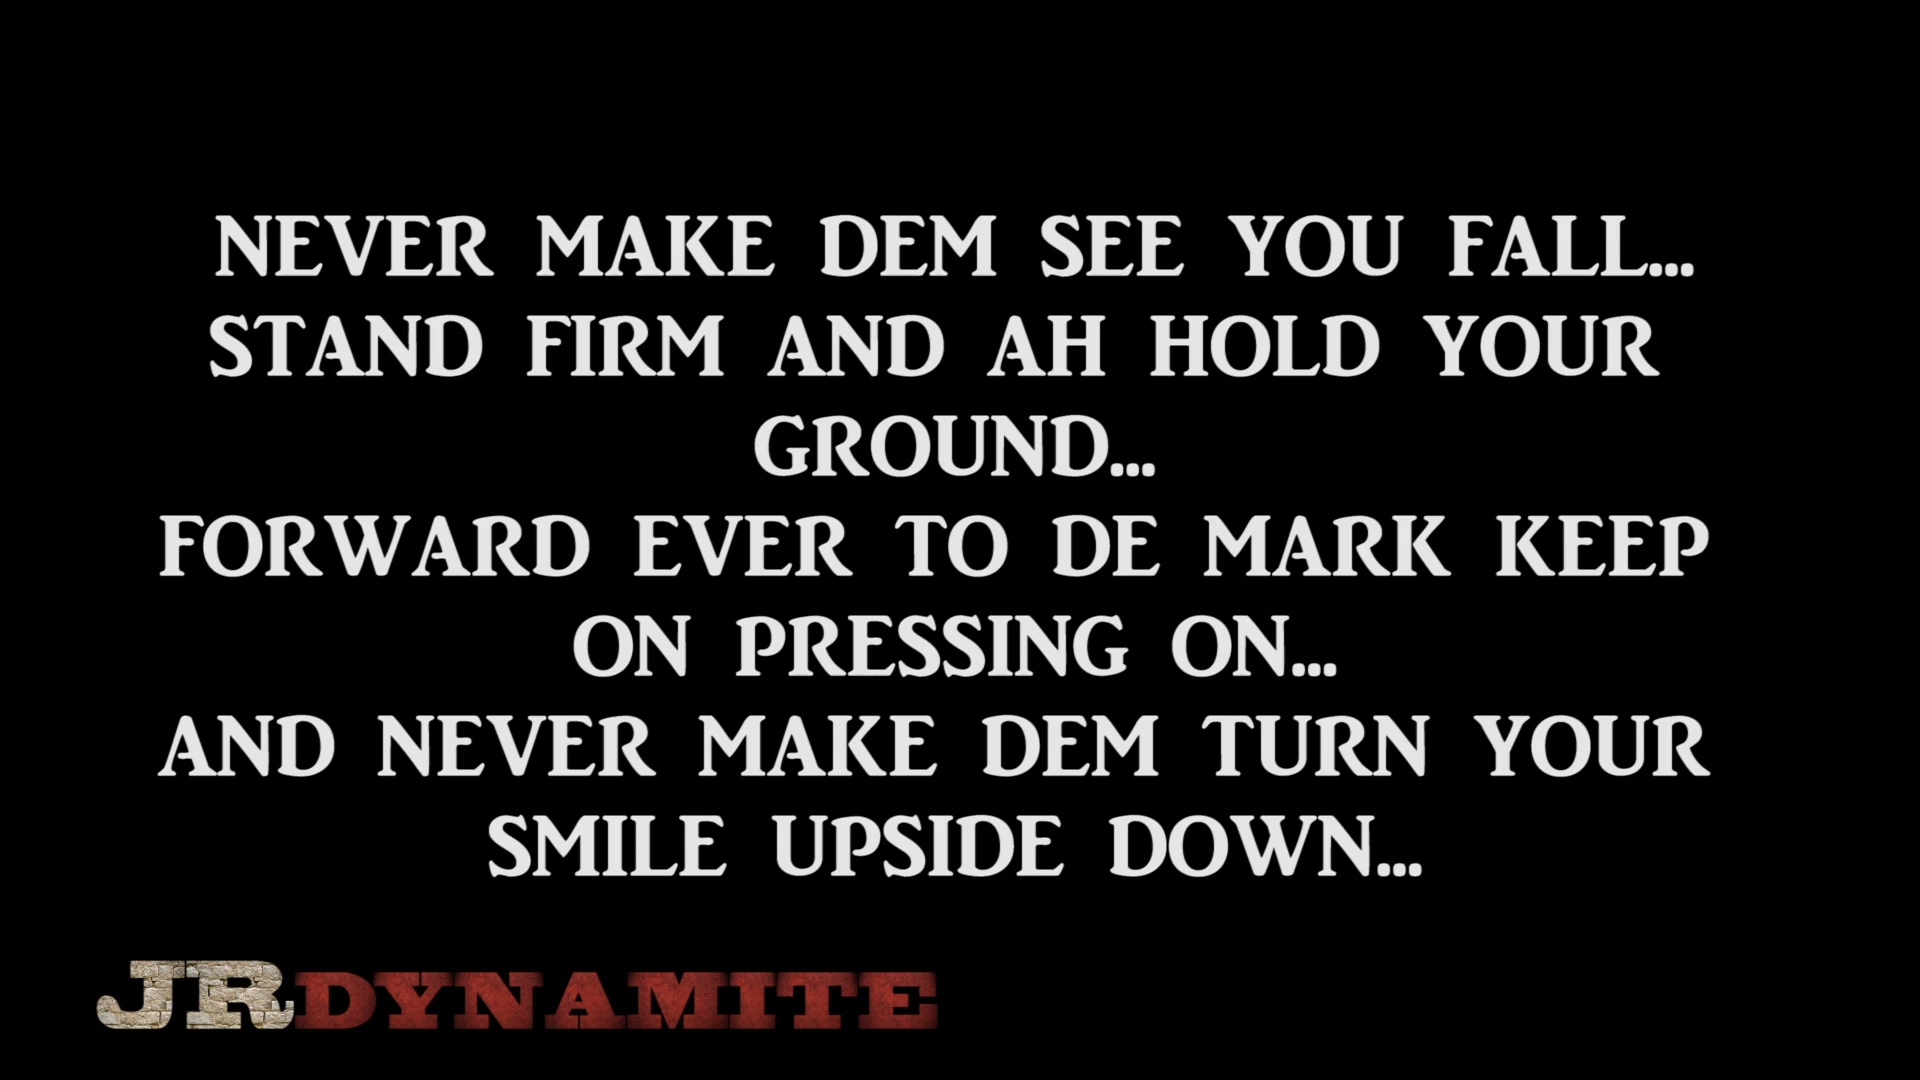 NEVER MAKE DEM SEE YOU FALL...
STAND FIRM AND AH HOLD YOUR
GROUND...
FORWARD EVER TO DE MARK KEEP
ON PRESSING ON...
AND NEVER MAKE DEM TURN YOUR
SMILE UPSIDE DOWN...
JRDYNAMITE